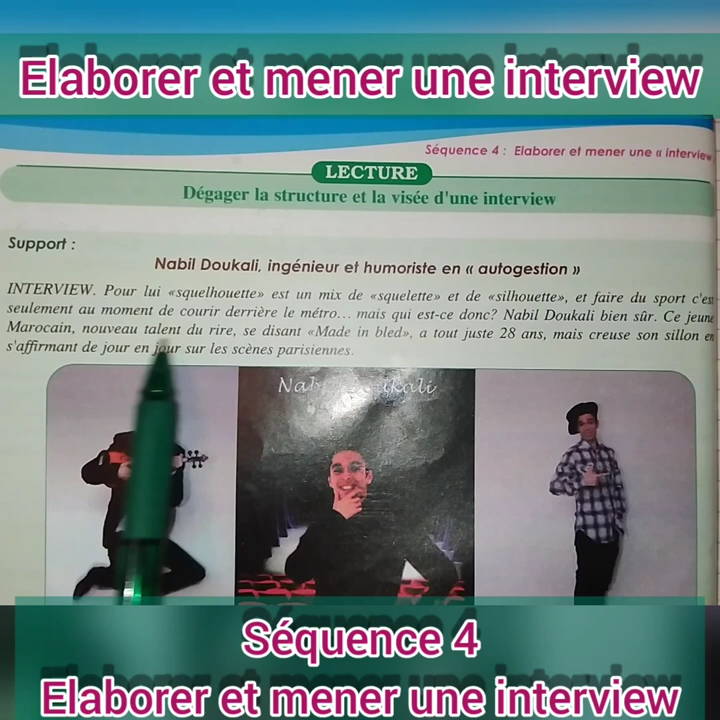 Elaborer et mener une interview
Séquence 4 : Elaborer et mener une « interview
LECTURE
Dégager la structure et la visée d'une interview
Support :
Nabil Doukali, ingénieur et humoriste en « autogestion »
INTERVIEW. Pour lui «squelhouette» est un mix de «squelette» et de «silhouette», et faire du sport c'est
seulement au moment de courir derrière le métro... mais qui est-ce donc? Nabil Doukali bien sûr. Ce jeune
Marocain, nouveau talent du rire, se disant «Made in bled», a tout juste 28 ans, mais creuse son sillon en
s'affirmant de jour en jour sur les scènes parisiennes.
Séquence 4
Elaborer et mener une interview